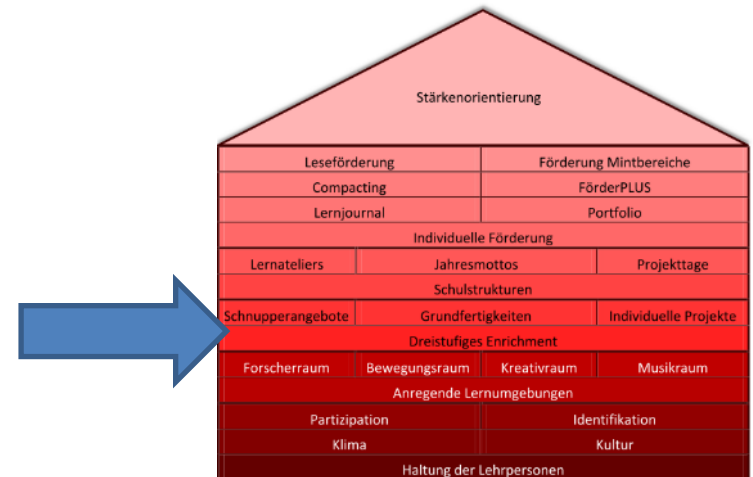 Stärkenorientierung
Leseförderung Förderung Mintbereiche
Compacting FörderPLUS
Lernjournal Portfolio
Individuelle Förderung
Lernateliers Jahresmottos Projekttage
Schulstrukturen
Schnupperangebote Grundfertigkeiten Individuelle Projekte
Dreistufiges Enrichment
Forscherraum Bewegungsraum Kreativraum Musikraum
Anregende Lernumgebungen
Partizipation Identifikation
Klima Kultur
Haltung der Lehrpersonen